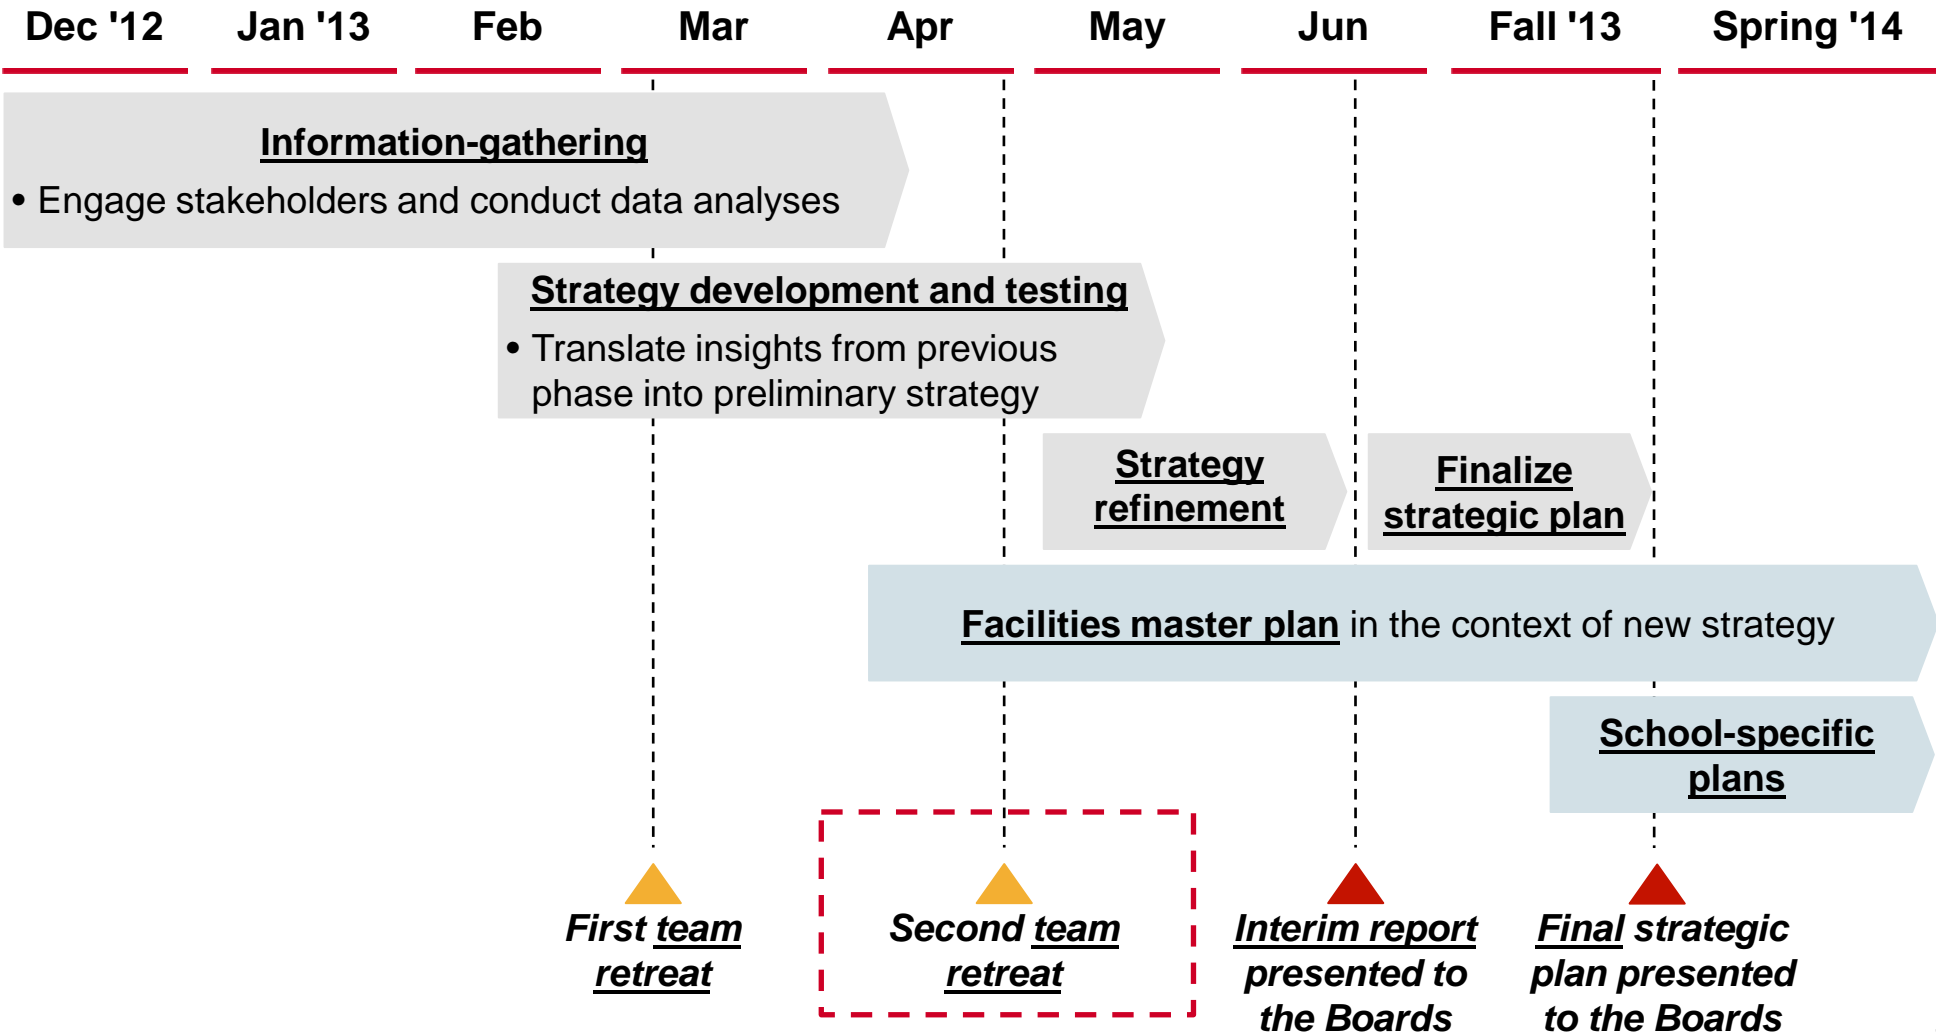 Dec '12 Jan '13 Feb Mar Apr May Jun Fall '13 Spring '14
Information-gathering
• Engage stakeholders and conduct data analyses
Strategy development and testing
• Translate insights from previous
phase into preliminary strategy
Strategy
refinement
Finalize
strategic plan
Facilities master plan in the context of new strategy
School-specific
plans
First team
retreat
Second team
retreat
Interim report
presented to
the Boards
Final strategic
plan presented
to the Boards